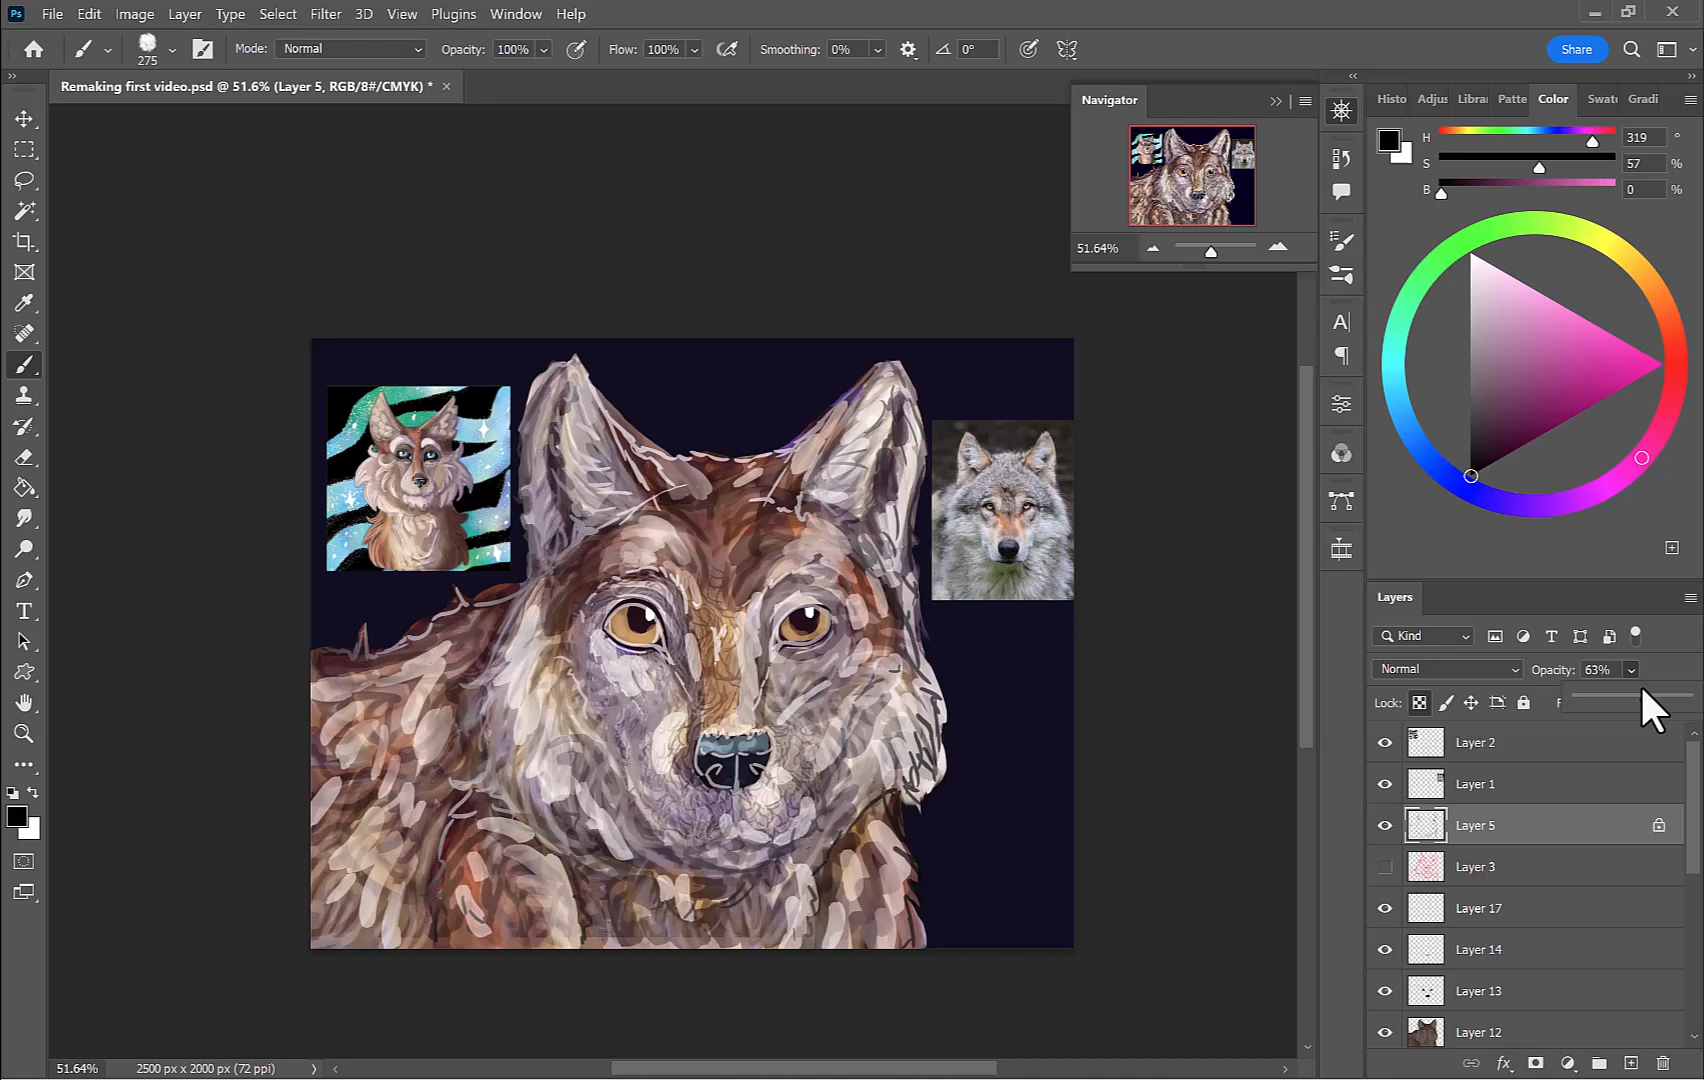 Ps File Edit Image Layer Type Select Filter 3D View Plugins Window Help
275 Mode: Normal Opacity: 100% Flow: 100% Smoothing: 0% 0° Share
Remaking first video.psd @ 51.6% (Layer 5, RGB/8#/CMYK) * ×
Navigator
51.64%
Histo Adjus Libra Patte Color Swatc Gradi
H 319 °
S 57 %
B 0 %
Layers
Kind
Normal Opacity: 63%
Lock: F
Layer 2
Layer 1
Layer 5
Layer 3
Layer 17
Layer 14
Layer 13
Layer 12
51.64% 2500 px x 2000 px (72 ppi)